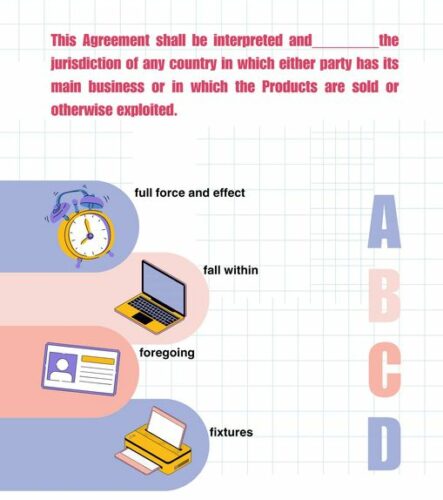 This Agreement shall be interpreted and_________the
jurisdiction of any country in which either party has its
main business or in which the Products are sold or
otherwise exploited.
full force and effect
A
fall within
B
foregoing
C
fixtures
D